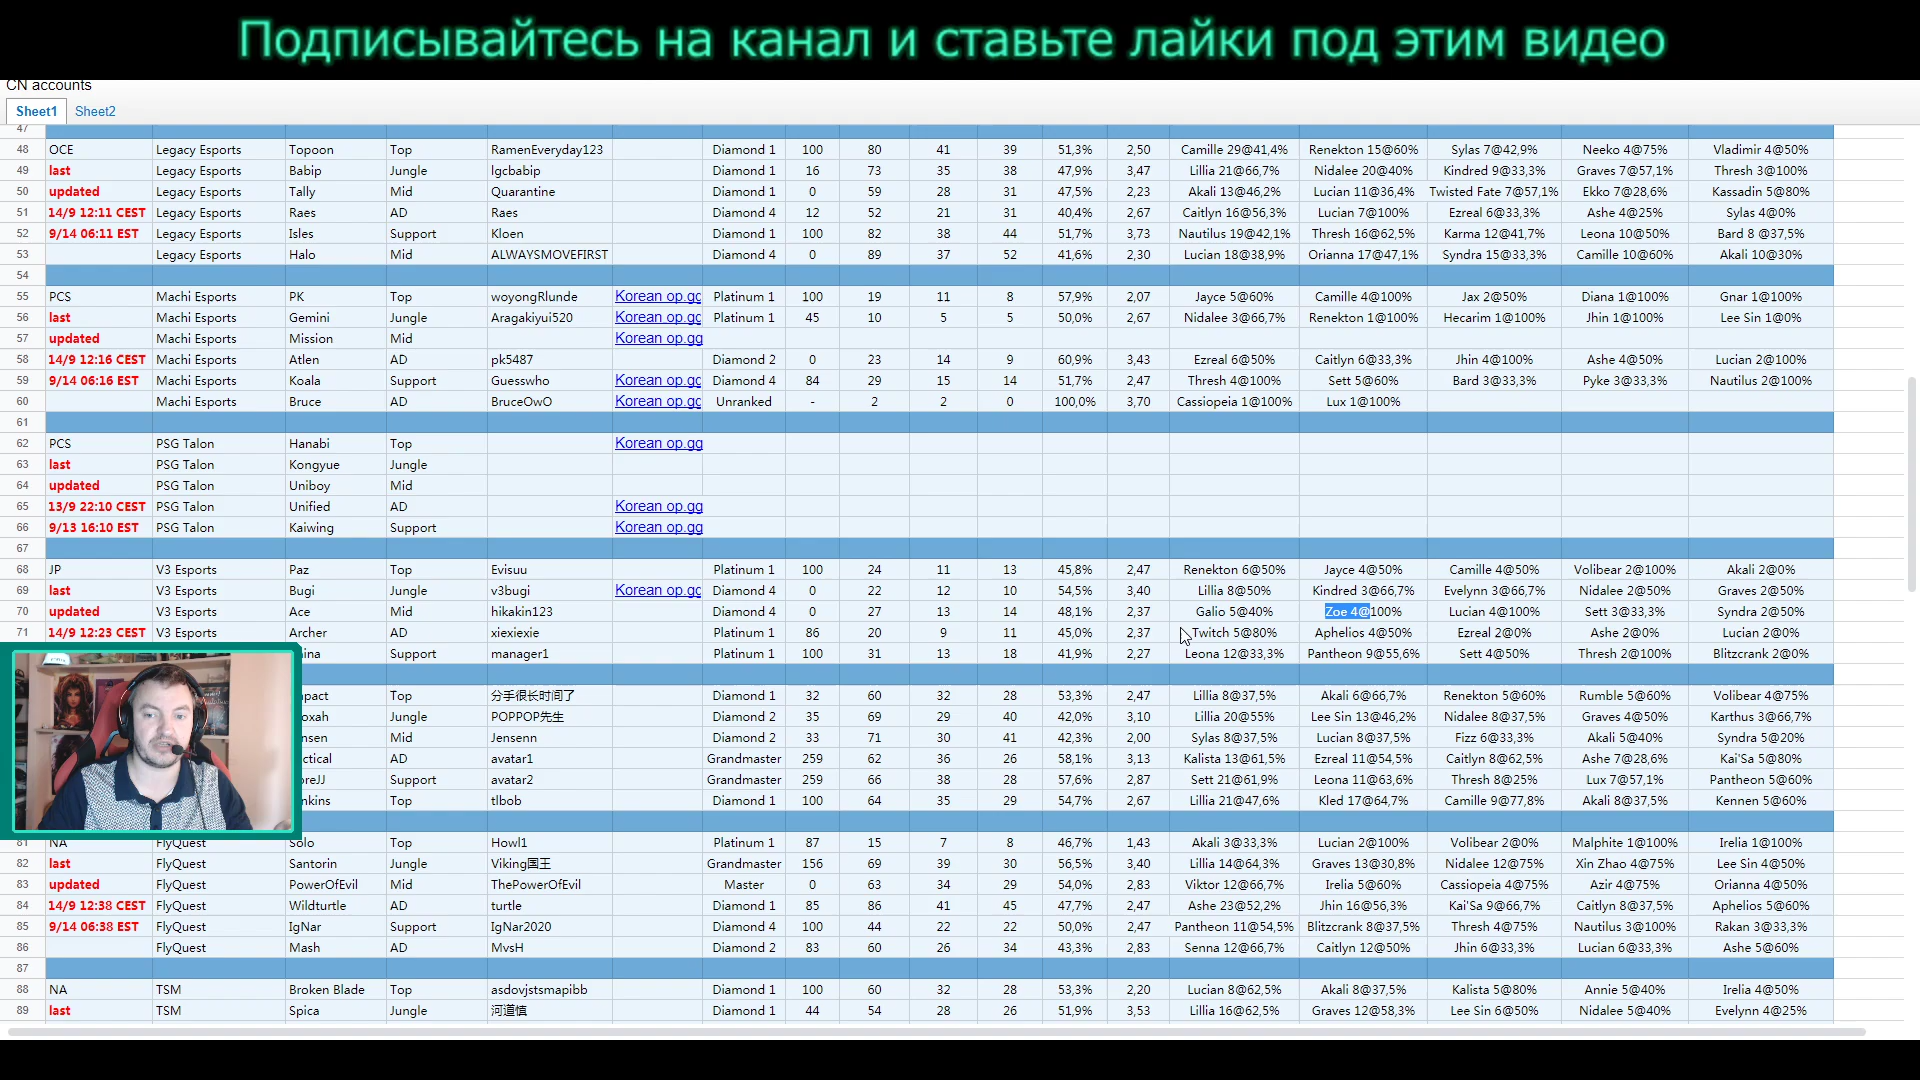 Подписывайтесь на канал и ставьте лайки под этим видео
CN accounts
Sheet1 Sheet2
47
48 OCE Legacy Esports Topoon Top RamenEveryday123 Diamond 1 100 80 41 39 51,3% 2,50 Camille 29@41,4% Renekton 15@60% Sylas 7@42,9% Neeko 4@75% Vladimir 4@50%
49 last Legacy Esports Babip Jungle lgcbabip Diamond 1 16 73 35 38 47,9% 3,47 Lillia 21@66,7% Nidalee 20@40% Kindred 9@33,3% Graves 7@57,1% Thresh 3@100%
50 updated Legacy Esports Tally Mid Quarantine Diamond 1 0 59 28 31 47,5% 2,23 Akali 13@46,2% Lucian 11@36,4% Twisted Fate 7@57,1% Ekko 7@28,6% Kassadin 5@80%
51 14/9 12:11 CEST Legacy Esports Raes AD Raes Diamond 4 12 52 21 31 40,4% 2,67 Caitlyn 16@56,3% Lucian 7@100% Ezreal 6@33,3% Ashe 4@25% Sylas 4@0%
52 9/14 06:11 EST Legacy Esports Isles Support Kloen Diamond 1 100 82 38 44 51,7% 3,73 Nautilus 19@42,1% Thresh 16@62,5% Karma 12@41,7% Leona 10@50% Bard 8 @37,5%
53 Legacy Esports Halo Mid ALWAYSMOVEFIRST Diamond 4 0 89 37 52 41,6% 2,30 Lucian 18@38,9% Orianna 17@47,1% Syndra 15@33,3% Camille 10@60% Akali 10@30%
54
55 PCS Machi Esports PK Top woyongRlunde Korean op.gg Platinum 1 100 19 11 8 57,9% 2,07 Jayce 5@60% Camille 4@100% Jax 2@50% Diana 1@100% Gnar 1@100%
56 last Machi Esports Gemini Jungle Aragakiyui520 Korean op.gg Platinum 1 45 10 5 5 50,0% 2,67 Nidalee 3@66,7% Renekton 1@100% Hecarim 1@100% Jhin 1@100% Lee Sin 1@0%
57 updated Machi Esports Mission Mid Korean op.gg
58 14/9 12:16 CEST Machi Esports Atlen AD pk5487 Diamond 2 0 23 14 9 60,9% 3,43 Ezreal 6@50% Caitlyn 6@33,3% Jhin 4@100% Ashe 4@50% Lucian 2@100%
59 9/14 06:16 EST Machi Esports Koala Support Guesswho Korean op.gg Diamond 4 84 29 15 14 51,7% 2,47 Thresh 4@100% Sett 5@60% Bard 3@33,3% Pyke 3@33,3% Nautilus 2@100%
60 Machi Esports Bruce AD BruceOwO Korean op.gg Unranked - 2 2 0 100,0% 3,70 Cassiopeia 1@100% Lux 1@100%
61
62 PCS PSG Talon Hanabi Top Korean op.gg
63 last PSG Talon Kongyue Jungle
64 updated PSG Talon Uniboy Mid
65 13/9 22:10 CEST PSG Talon Unified AD Korean op.gg
66 9/13 16:10 EST PSG Talon Kaiwing Support Korean op.gg
67
68 JP V3 Esports Paz Top Evisuu Platinum 1 100 24 11 13 45,8% 2,47 Renekton 6@50% Jayce 4@50% Camille 4@50% Volibear 2@100% Akali 2@0%
69 last V3 Esports Bugi Jungle v3bugi Korean op.gg Diamond 4 0 22 12 10 54,5% 3,40 Lillia 8@50% Kindred 3@66,7% Evelynn 3@66,7% Nidalee 2@50% Graves 2@50%
70 updated V3 Esports Ace Mid hikakin123 Diamond 4 0 27 13 14 48,1% 2,37 Galio 5@40% Zoe 4@100% Lucian 4@100% Sett 3@33,3% Syndra 2@50%
71 14/9 12:23 CEST V3 Esports Archer AD xiexiexie Platinum 1 86 20 9 11 45,0% 2,37 Twitch 5@80% Aphelios 4@50% Ezreal 2@0% Ashe 2@0% Lucian 2@0%
ina Support manager1 Platinum 1 100 31 13 18 41,9% 2,27 Leona 12@33,3% Pantheon 9@55,6% Sett 4@50% Thresh 2@100% Blitzcrank 2@0%
pact Top 分手很长时间了 Diamond 1 32 60 32 28 53,3% 2,47 Lillia 8@37,5% Akali 6@66,7% Renekton 5@60% Rumble 5@60% Volibear 4@75%
oxah Jungle POPPOP先生 Diamond 2 35 69 29 40 42,0% 3,10 Lillia 20@55% Lee Sin 13@46,2% Nidalee 8@37,5% Graves 4@50% Karthus 3@66,7%
nsen Mid Jensenn Diamond 2 33 71 30 41 42,3% 2,00 Sylas 8@37,5% Lucian 8@37,5% Fizz 6@33,3% Akali 5@40% Syndra 5@20%
ctical AD avatar1 Grandmaster 259 62 36 26 58,1% 3,13 Kalista 13@61,5% Ezreal 11@54,5% Caitlyn 8@62,5% Ashe 7@28,6% Kai'Sa 5@80%
reJJ Support avatar2 Grandmaster 259 66 38 28 57,6% 2,87 Sett 21@61,9% Leona 11@63,6% Thresh 8@25% Lux 7@57,1% Pantheon 5@60%
nkins Top tlbob Diamond 1 100 64 35 29 54,7% 2,67 Lillia 21@47,6% Kled 17@64,7% Camille 9@77,8% Akali 8@37,5% Kennen 5@60%
81 NA FlyQuest Solo Top Howl1 Platinum 1 87 15 7 8 46,7% 1,43 Akali 3@33,3% Lucian 2@100% Volibear 2@0% Malphite 1@100% Irelia 1@100%
82 last FlyQuest Santorin Jungle Viking国王 Grandmaster 156 69 39 30 56,5% 3,40 Lillia 14@64,3% Graves 13@30,8% Nidalee 12@75% Xin Zhao 4@75% Lee Sin 4@50%
83 updated FlyQuest PowerOfEvil Mid ThePowerOfEvil Master 0 63 34 29 54,0% 2,83 Viktor 12@66,7% Irelia 5@60% Cassiopeia 4@75% Azir 4@75% Orianna 4@50%
84 14/9 12:38 CEST FlyQuest Wildturtle AD turtle Diamond 1 85 86 41 45 47,7% 2,67 Ashe 23@52,2% Jhin 16@56,3% Kai'Sa 9@66,7% Caitlyn 8@37,5% Aphelios 5@60%
85 9/14 06:38 EST FlyQuest IgNar Support IgNar2020 Diamond 4 100 44 22 22 50,0% 2,47 Pantheon 11@54,5% Blitzcrank 8@37,5% Thresh 4@75% Nautilus 3@100% Rakan 3@33,3%
86 FlyQuest Mash AD MvsH Diamond 2 83 60 26 34 43,3% 2,83 Senna 12@66,7% Caitlyn 12@50% Jhin 6@33,3% Lucian 6@33,3% Ashe 5@60%
87
88 NA TSM Broken Blade Top asdovjstsmapibb Diamond 1 100 60 32 28 53,3% 2,20 Lucian 8@62,5% Akali 8@37,5% Kalista 5@80% Annie 5@40% Irelia 4@50%
89 last TSM Spica Jungle 河道慎 Diamond 1 44 54 28 26 51,9% 3,53 Lillia 16@62,5% Graves 12@58,3% Lee Sin 6@50% Nidalee 5@40% Evelynn 4@25%